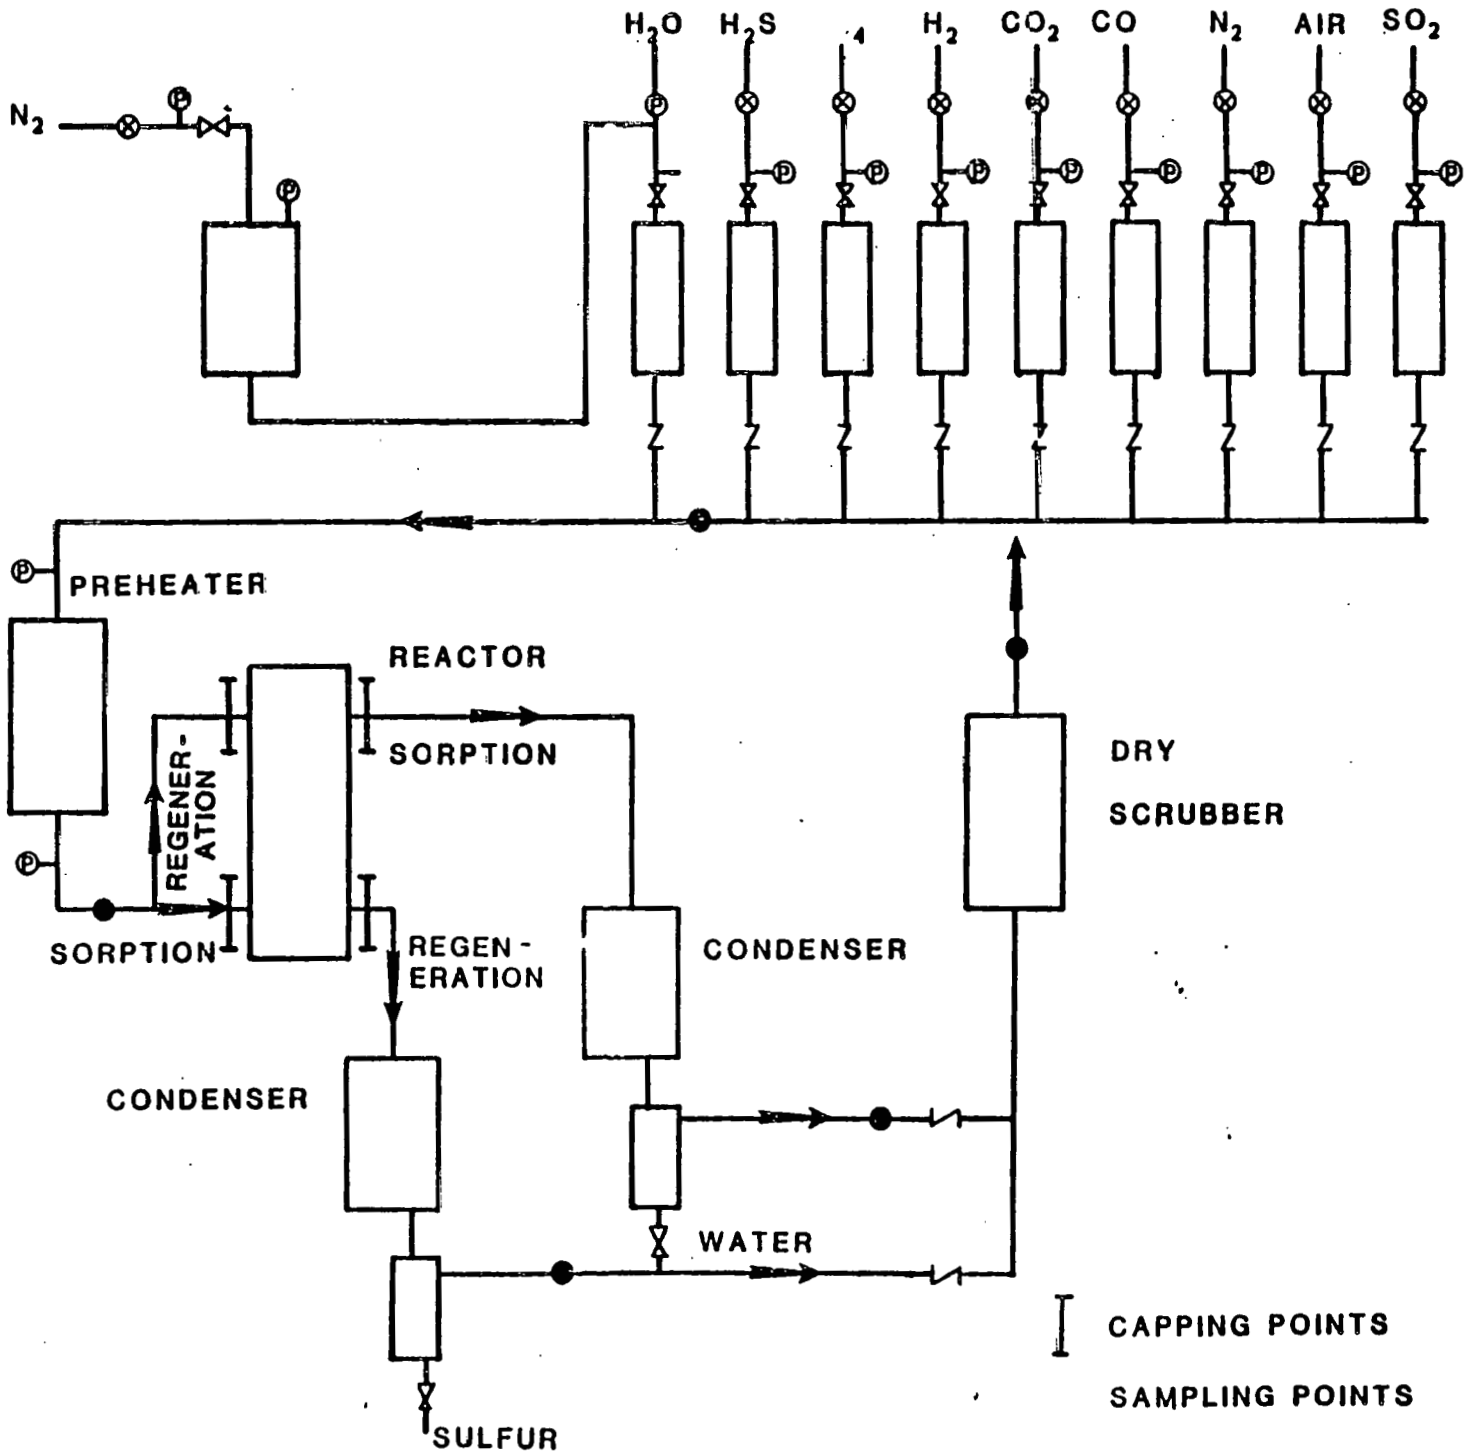 H₂O H₂S ₄ H₂ CO₂ CO N₂ AIR SO₂
P
N₂
P
P P P P P P P P
P
P
PREHEATER
REACTOR
SORPTION
REGENER-
ATION
DRY
SCRUBBER
P
SORPTION
REGEN-
ERATION
CONDENSER
CONDENSER
WATER
CAPPING POINTS
SAMPLING POINTS
SULFUR